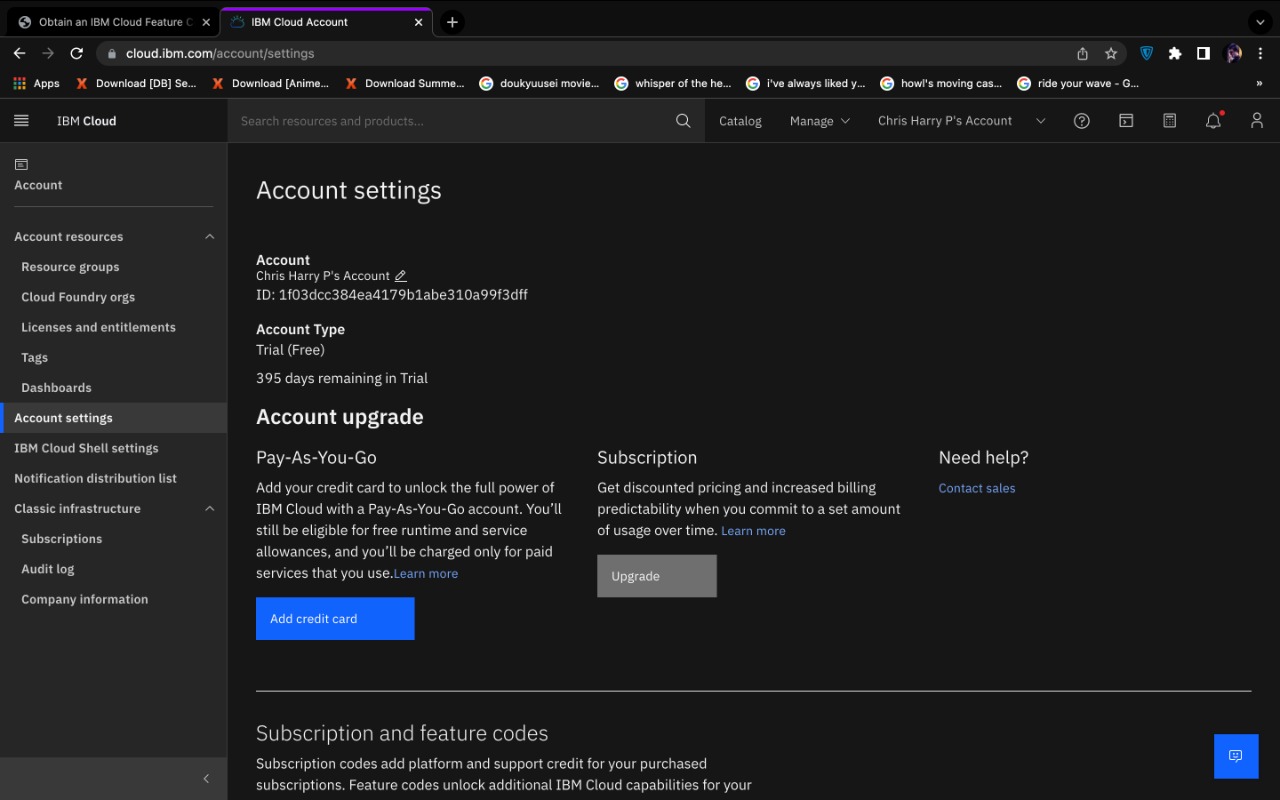 Obtain an IBM Cloud Feature C
IBM Cloud Account
cloud.ibm.com/account/settings
Apps
Download [DB] Se...
Download [Anime...
Download Summe...
doukyuusei movie...
whisper of the he...
i've always liked y...
howl's moving cas...
ride your wave - G...
»
IBM Cloud
Search resources and products...
Catalog
Manage
Chris Harry P's Account
Account
Account resources
Resource groups
Cloud Foundry orgs
Licenses and entitlements
Tags
Dashboards
Account settings
IBM Cloud Shell settings
Notification distribution list
Classic infrastructure
Subscriptions
Audit log
Company information
Account settings
Account
Chris Harry P's Account
ID: 1f03dcc384ea4179b1abe310a99f3dff
Account Type
Trial (Free)
395 days remaining in Trial
Account upgrade
Pay-As-You-Go
Add your credit card to unlock the full power of
IBM Cloud with a Pay-As-You-Go account. You’ll
still be eligible for free runtime and service
allowances, and you’ll be charged only for paid
services that you use.Learn more
Add credit card
Subscription
Get discounted pricing and increased billing
predictability when you commit to a set amount
of usage over time. Learn more
Upgrade
Need help?
Contact sales
Subscription and feature codes
Subscription codes add platform and support credit for your purchased
subscriptions. Feature codes unlock additional IBM Cloud capabilities for your